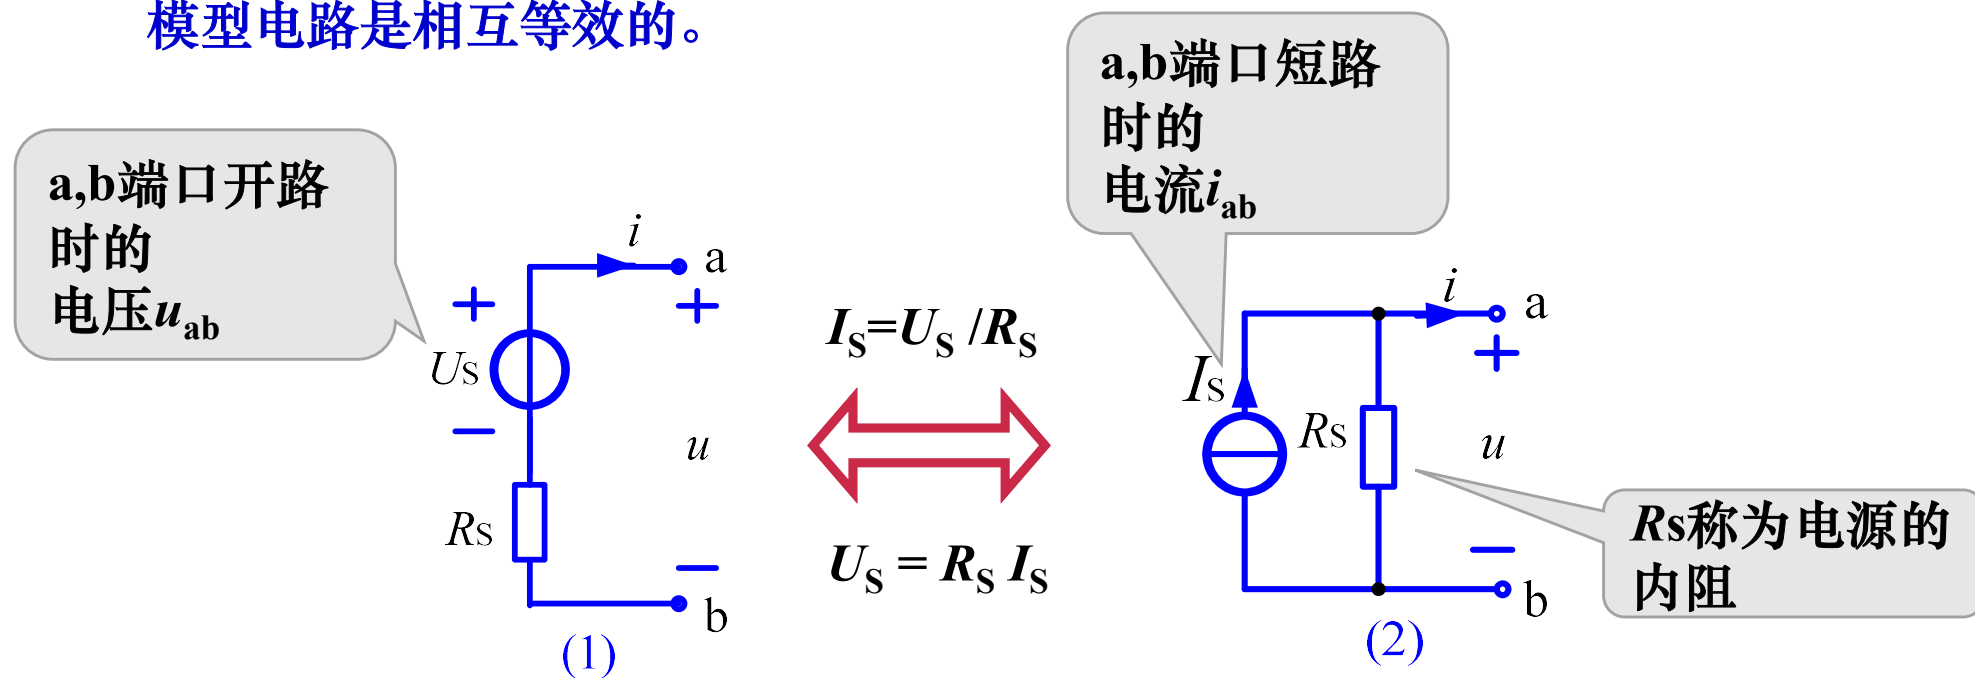 模型电路是相互等效的。
a,b端口开路
时的
电压uab
i
a
+
+
US
−
u
RS
−
b
(1)
IS=US /RS
US = RS IS
a,b端口短路
时的
电流iab
i
a
+
IS
RS
u
−
b
(2)
Rs称为电源的
内阻